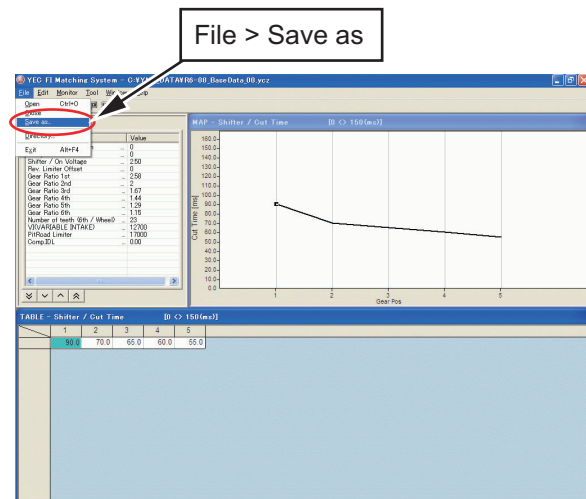 File > Save as
YEC FI Matching System - C:¥Y DATA¥R6-08_BaseData_08.ycz
File Edit Monitor Tool Window Help
Open Ctrl+O
Close
Save as..
Directory..
Exit Alt+F4
Value
.. 0
.. 0
Shifter / On Voltage .. 2.50
Rev. Limiter Offset .. 0
Gear Ratio 1st .. 2.58
Gear Ratio 2nd .. 2
Gear Ratio 3rd .. 1.67
Gear Ratio 4th .. 1.44
Gear Ratio 5th .. 1.29
Gear Ratio 6th .. 1.15
Number of teeth (6th / Wheel) .. 23
VI(VARIABLE INTAKE) .. 12700
PitRoad Limiter .. 17000
Comp.IDL .. 0.00
MAP - Shifter / Cut Time [0 <> 150(ms)]
160.0
150.0
140.0
130.0
120.0
110.0
100.0
90.0
80.0
70.0
60.0
50.0
40.0
30.0
20.0
10.0
0.0
Cut Time [ms]
1 2 3 4 5
Gear Pos
TABLE - Shifter / Cut Time [0 <> 150(ms)]
1 2 3 4 5
90.0 70.0 65.0 60.0 55.0